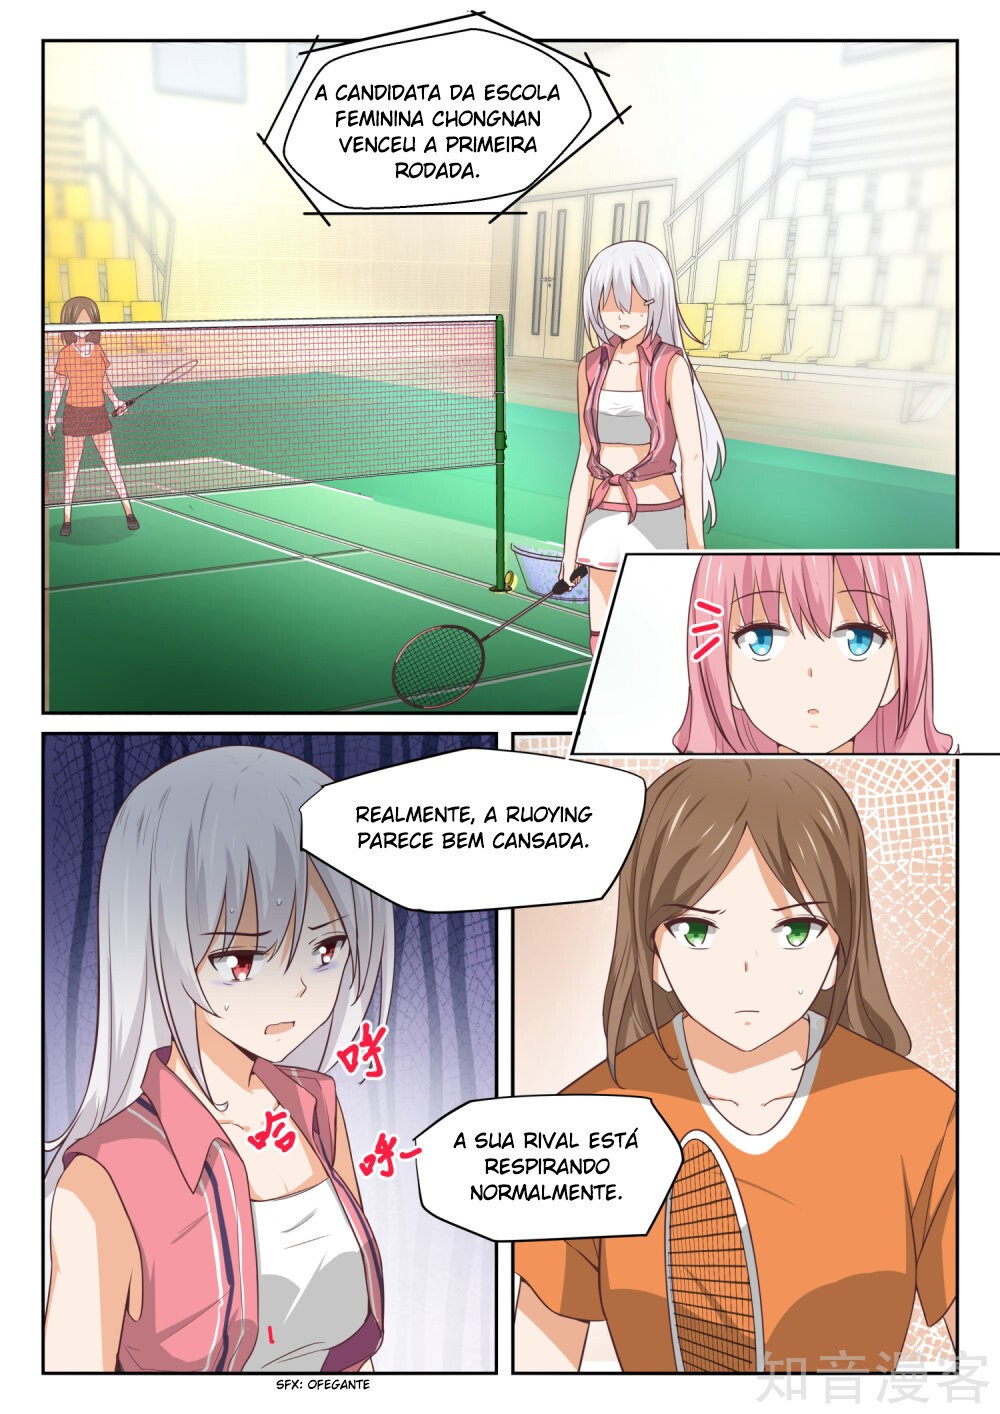 A CANDIDATA DA ESCOLA
FEMININA CHONGNAN
VENCEU A PRIMEIRA
RODADA.
REALMENTE, A RUOYING
PARECE BEM CANSADA.
呼
哈
呼~
A SUA RIVAL ESTÁ
RESPIRANDO
NORMALMENTE.
SFX: OFEGANTE
知音漫客